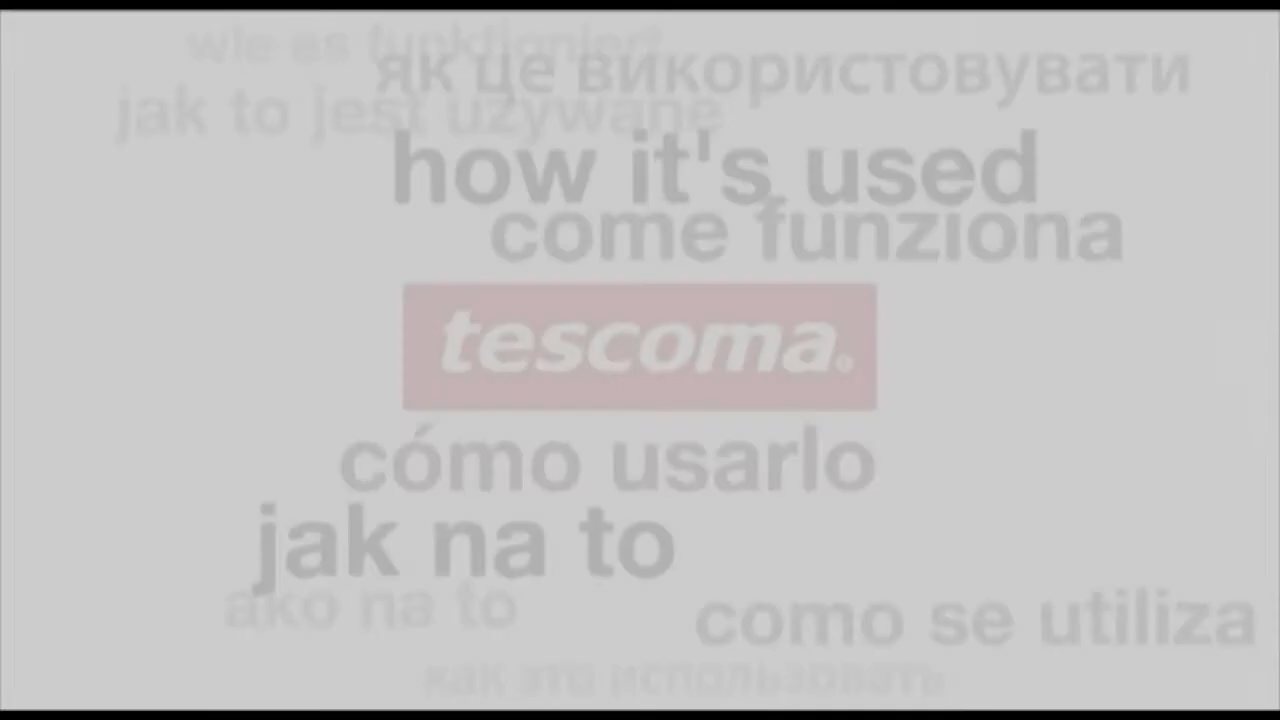 wie es funktioniert
як це використовувати
jak to jest używane
how it's used
come funziona
tescoma.
cómo usarlo
jak na to
ako na to
como se utiliza
как это использовать